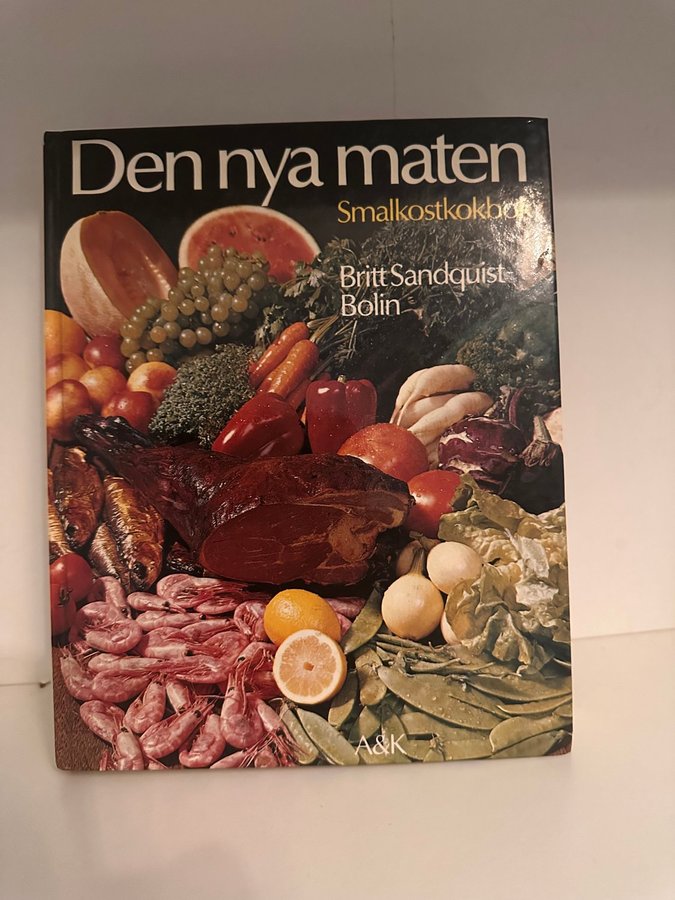 Den nya maten
Smalkostkokbok
Britt Sandquist-
Bolin
A&K